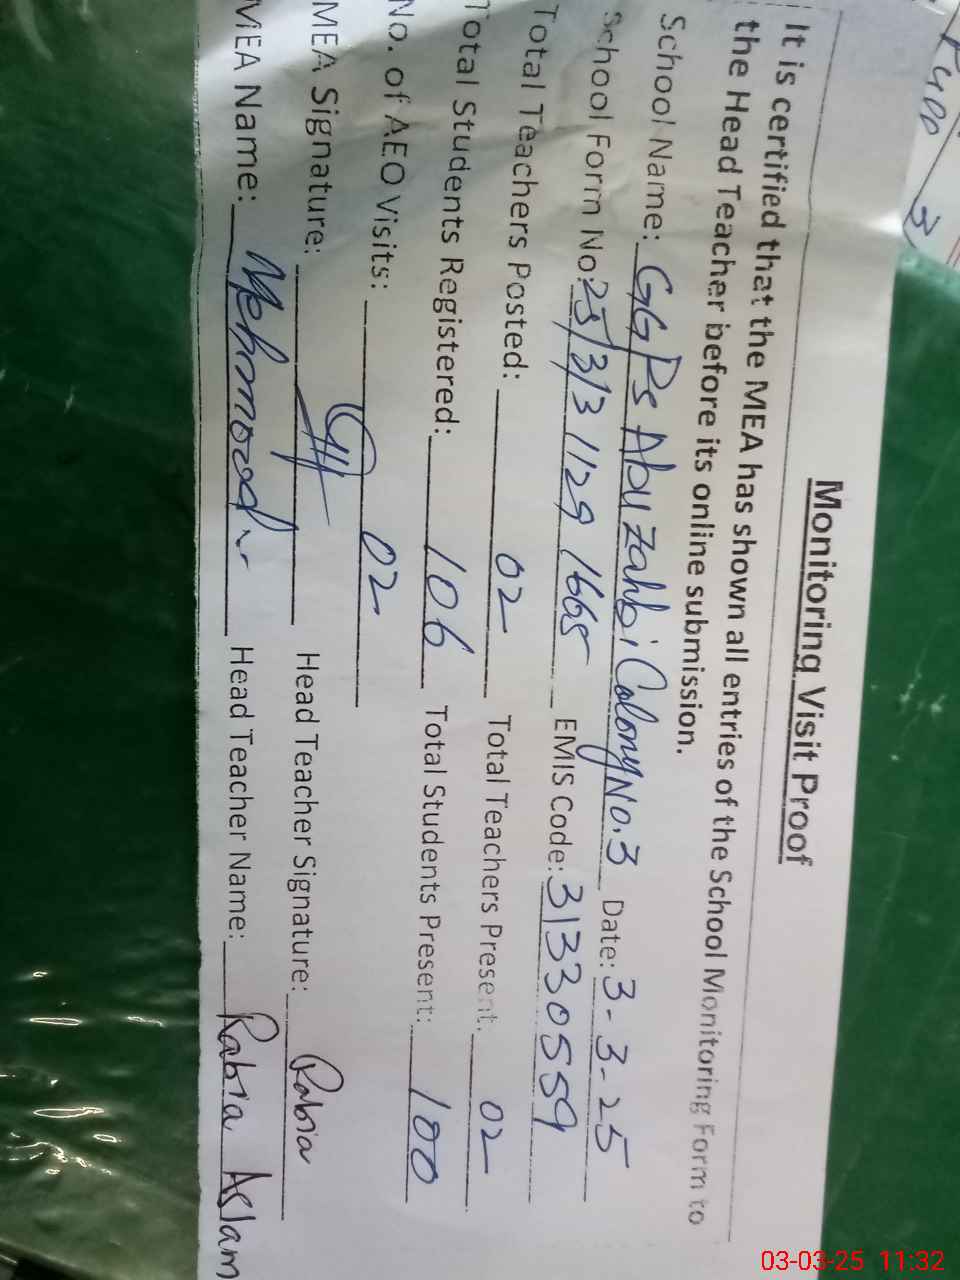 Monitoring Visit Proof
It is certified that the MEA has shown all entries of the School Monitoring Form to
the Head Teacher before its online submission.
School Name: GGPS Abuzahbi Colony No.3 Date: 3-3-25
School Form No: 25/3/3 1129 1665 EMIS Code: 31330559
Total Teachers Posted: 02 Total Teachers Present: 02
Total Students Registered: 106 Total Students Present: 100
No. of AEO Visits: 02
MEA Signature: Head Teacher Signature: Rabia
MEA Name: Mehmood Head Teacher Name: Rabia Aslam
03-03-25 11:32